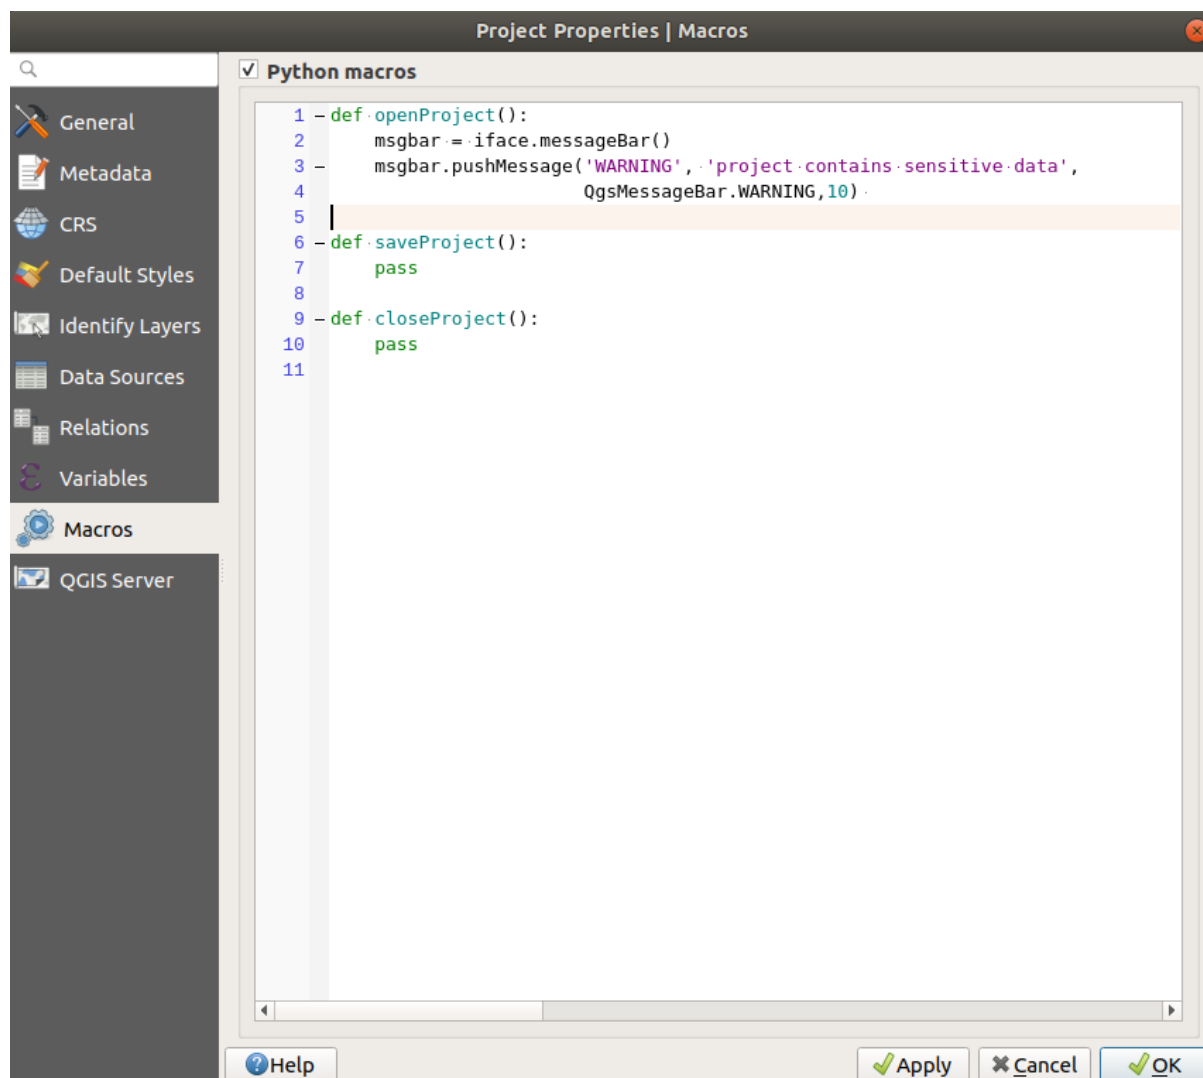 Project Properties | Macros
Python macros
General
Metadata
CRS
Default Styles
Identify Layers
Data Sources
Relations
Variables
Macros
QGIS Server
1 def openProject():
2     msgbar = iface.messageBar()
3     msgbar.pushMessage('WARNING', 'project contains sensitive data',
4                        QgsMessageBar.WARNING,10)
5
6 def saveProject():
7     pass
8
9 def closeProject():
10     pass
11
Help
Apply
Cancel
OK